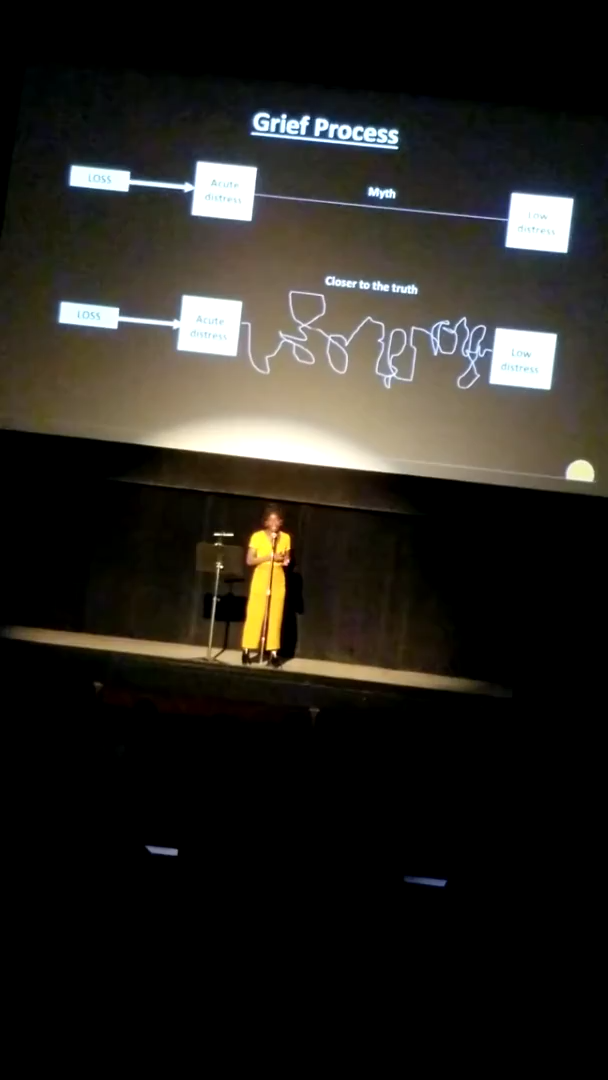 Grief Process
LOSS
Acute
distress
Myth
Low
distress
Closer to the truth
LOSS
Acute
distress
Low
distress